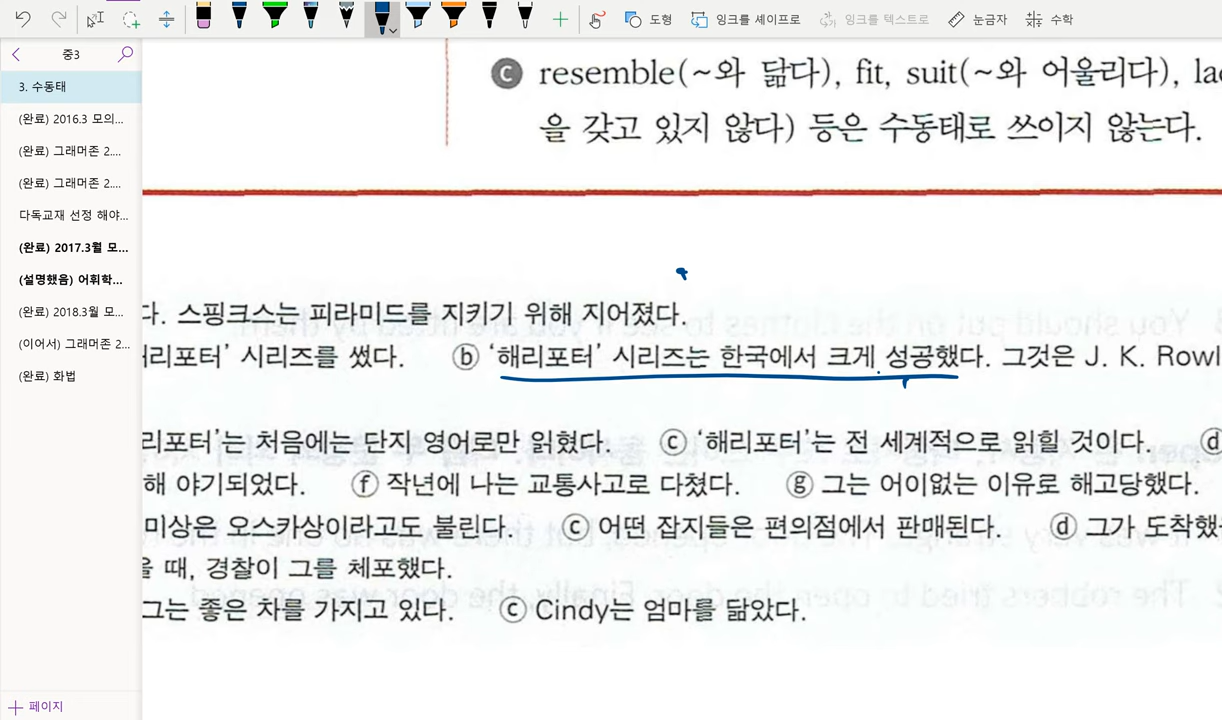 도형
잉크를 셰이프로
잉크를 텍스트로
눈금자
수학
중3
3. 수동태
(완료) 2016.3 모의...
(완료) 그래머존 2....
(완료) 그래머존 2....
다독교재 선정 해야...
(완료) 2017.3월 모...
(설명했음) 어휘학...
(완료) 2018.3월 모...
(이어서) 그래머존 2...
(완료) 화법
페이지
C resemble(~와 닮다), fit, suit(~와 어울리다),
을 갖고 있지 않다) 등은 수동태로 쓰이지 않는다.
다. 스핑크스는 피라미드를 지키기 위해 지어졌다.
리포터’ 시리즈를 썼다. ⓑ ‘해리포터’ 시리즈는 한국에서 크게 성공했다. 그것은 J. K.
리포터’는 처음에는 단지 영어로만 읽혔다. ⓒ ‘해리포터’는 전 세계적으로 읽힐 것이다. ⓓ
해 야기되었다. ⓕ 작년에 나는 교통사고로 다쳤다. ⓖ 그는 어이없는 이유로 해고당했다.
미상은 오스카상이라고도 불린다. ⓒ 어떤 잡지들은 편의점에서 판매된다. ⓓ 그가 도착했
을 때, 경찰이 그를 체포했다.
그는 좋은 차를 가지고 있다. ⓒ Cindy는 엄마를 닮았다.